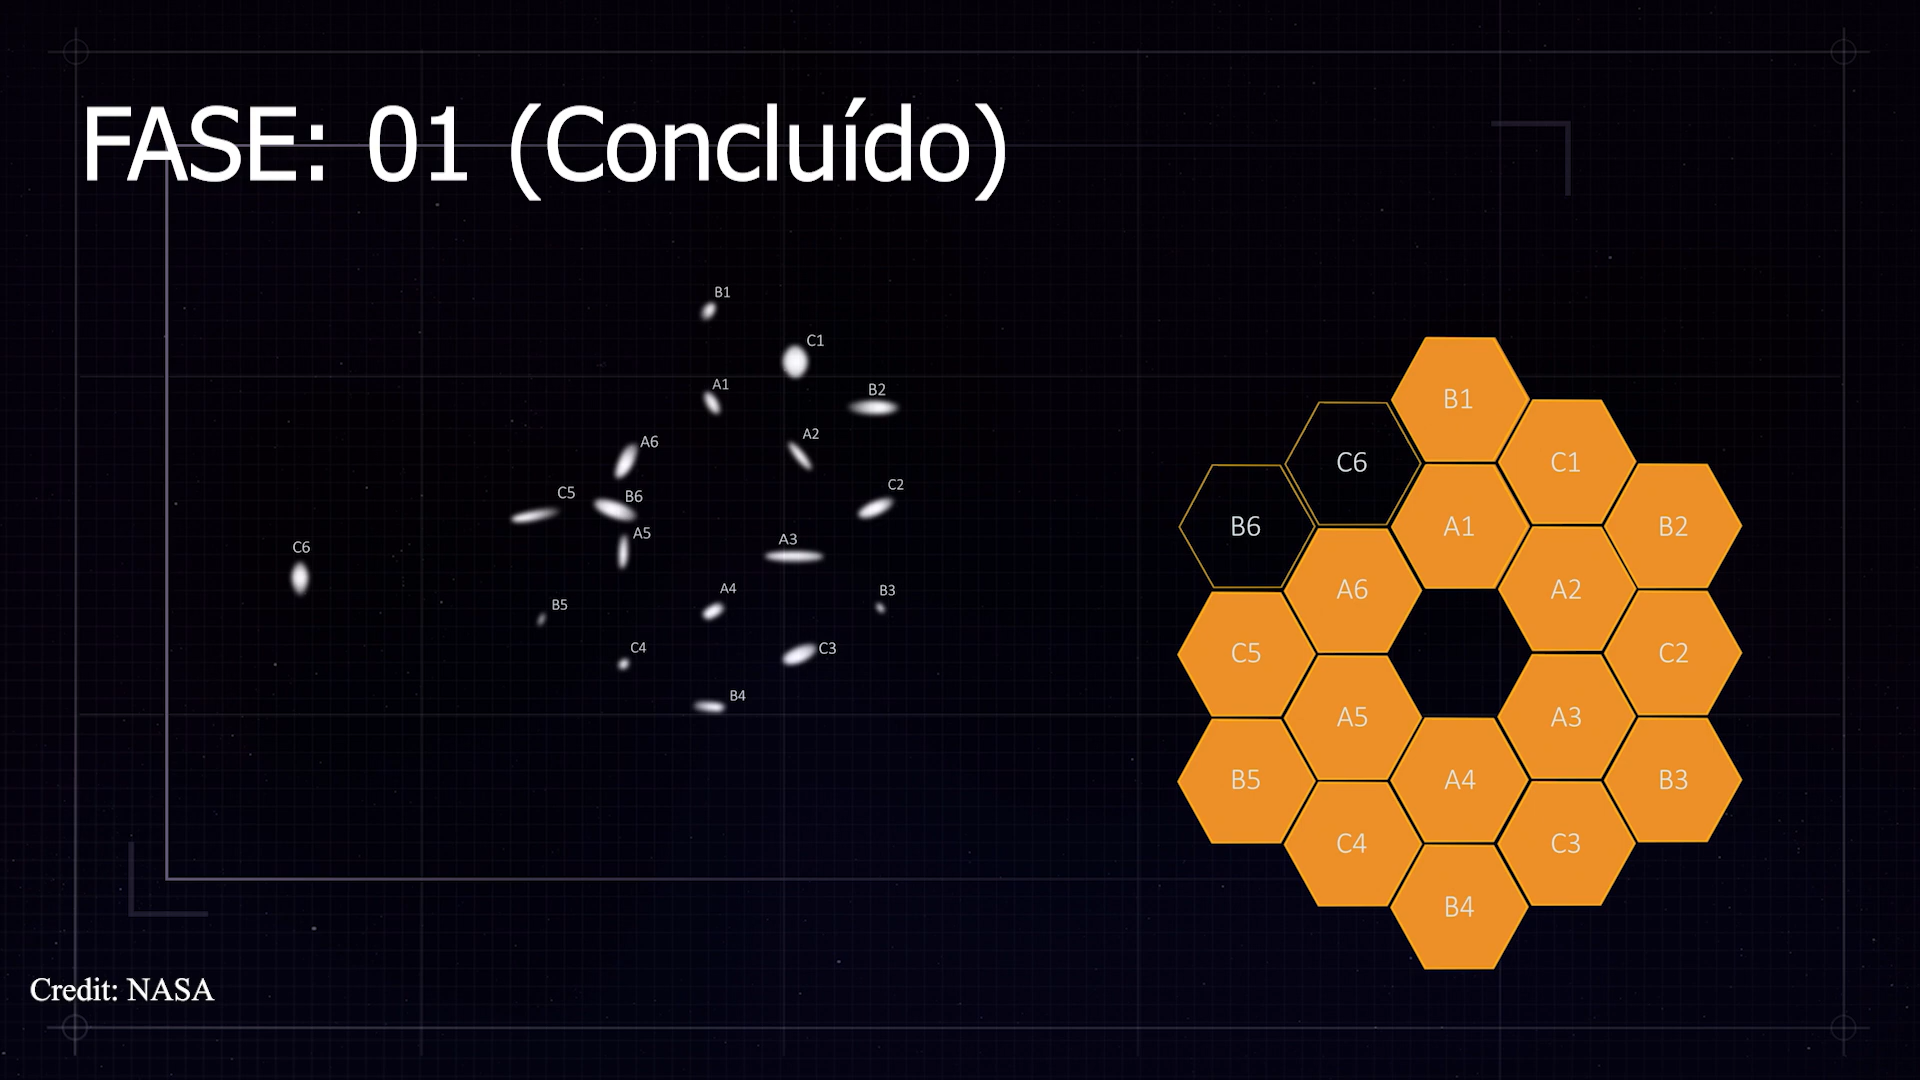 FASE: 01 (Concluído)
B1
C1
A1
B2
A6
A2
C5
B6
C2
A5
A3
C6
A4
B3
B5
C4
C3
B4
B1
C6
C1
B6
A1
B2
A6
A2
C5
C2
A5
A3
B5
A4
B3
C4
C3
B4
Credit: NASA